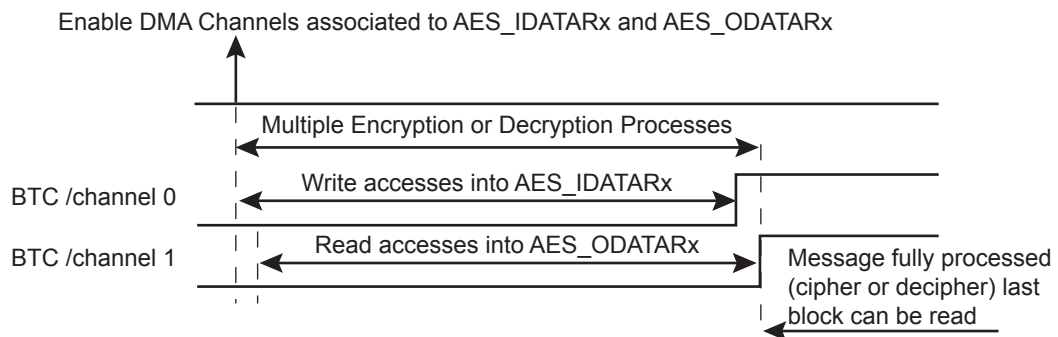 Enable DMA Channels associated to AES_IDATARx and AES_ODATARx
Multiple Encryption or Decryption Processes
BTC /channel 0
Write accesses into AES_IDATARx
BTC /channel 1
Read accesses into AES_ODATARx
Message fully processed
(cipher or decipher) last
block can be read